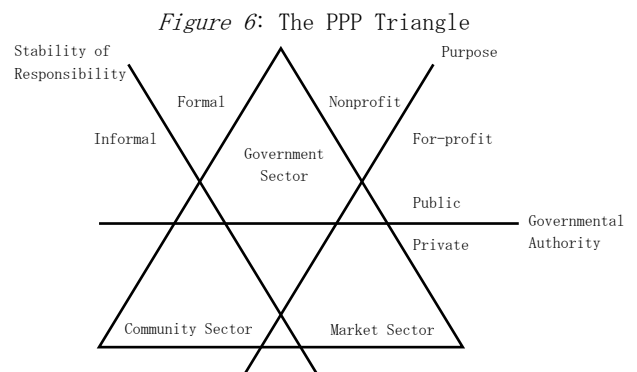 Figure 6: The PPP Triangle
Stability of
Responsibility
Purpose
Formal
Nonprofit
Informal
For-profit
Government
Sector
Public
Governmental
Authority
Private
Community Sector
Market Sector